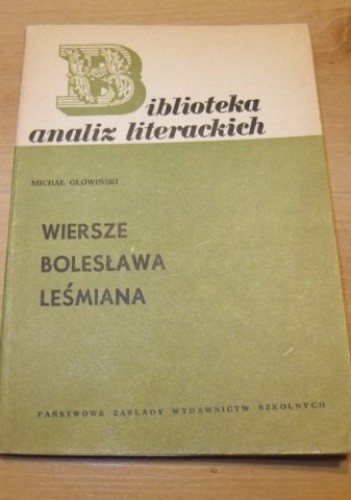 Biblioteka
analiz literackich
MICHAŁ GŁOWIŃSKI
WIERSZE
BOLESŁAWA
LEŚMIANA
PAŃSTWOWE ZAKŁADY WYDAWNICTW SZKOLNYCH